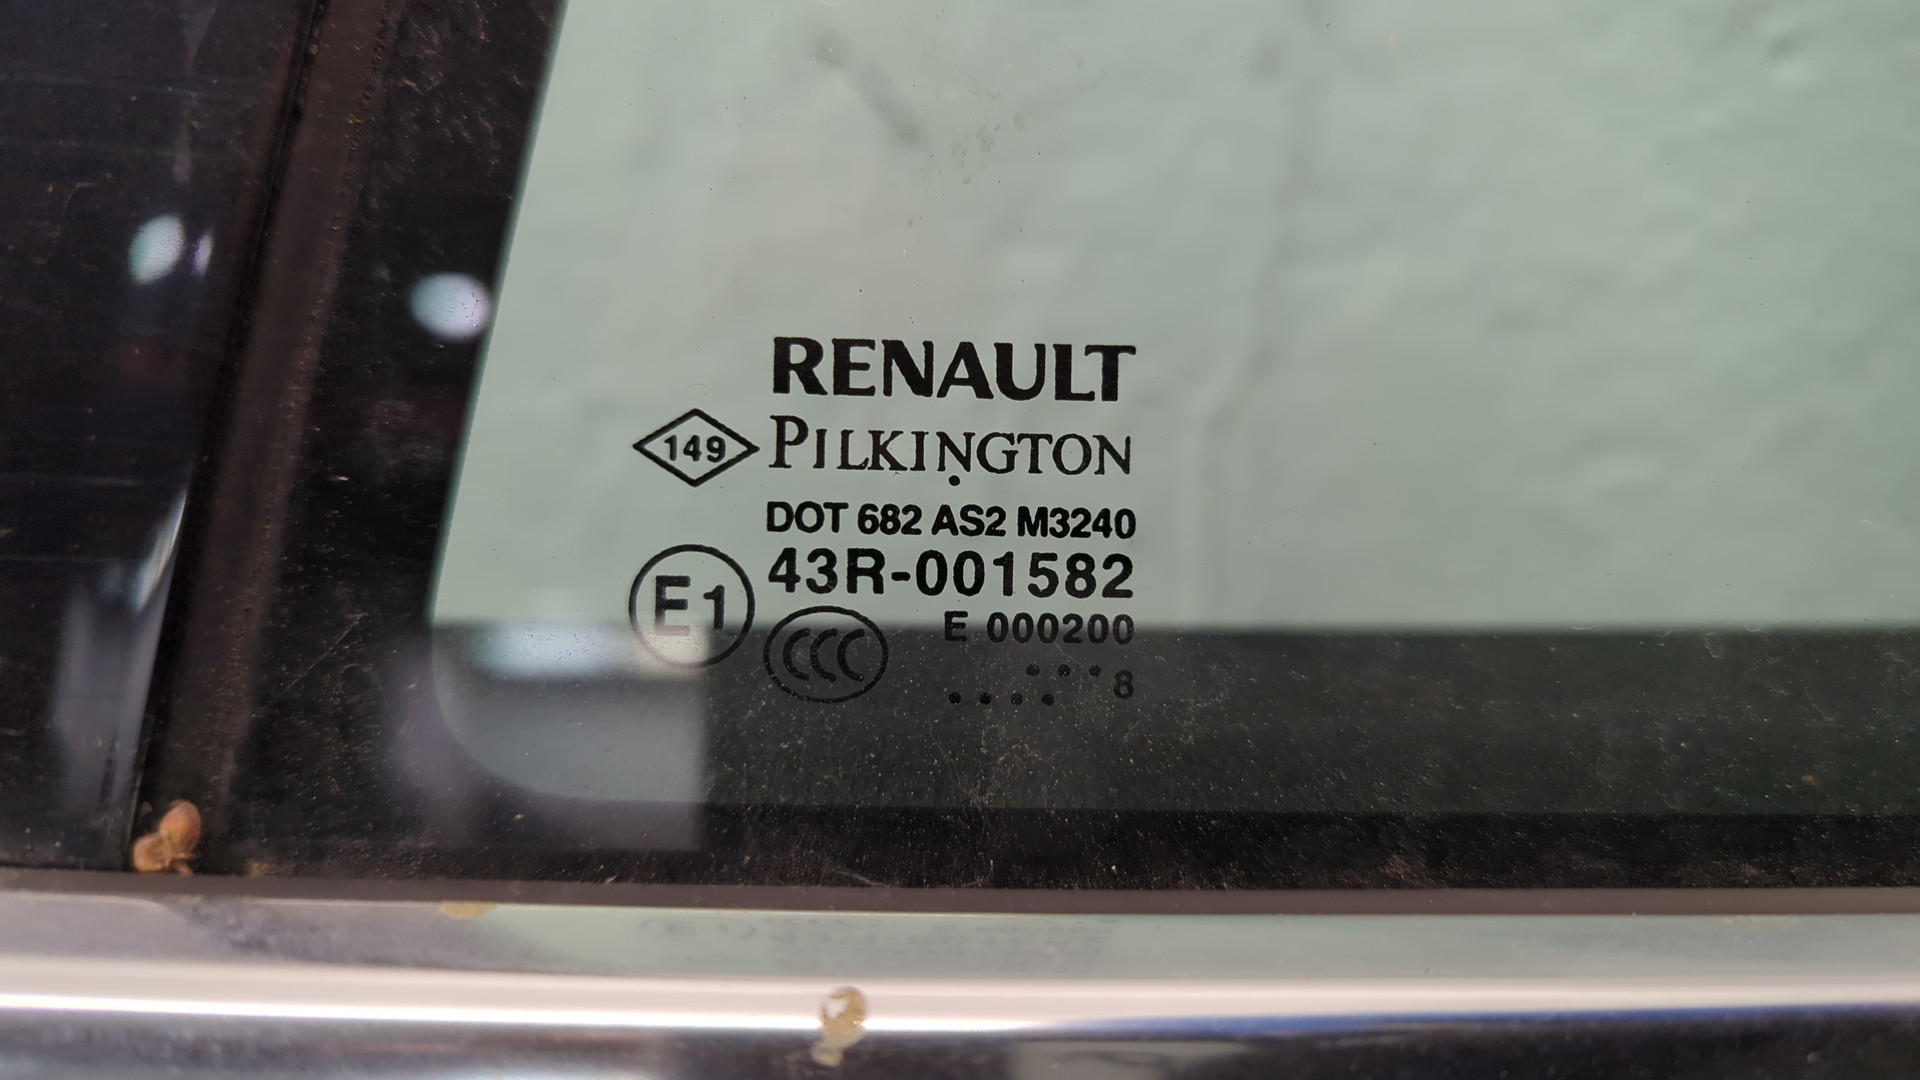 RENAULT
149 PILKINGTON
DOT 682 AS2 M3240
43R-001582
E1
E 000200
CCC
8